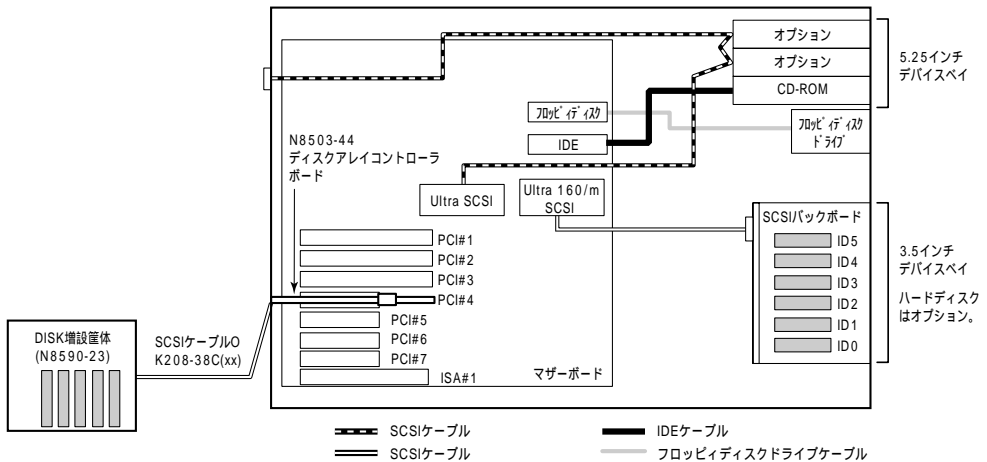 オプション
オプション
CD-ROM
5.25インチ
デバイスベイ
フロッピィディスク
IDE
フロッピィディスク
ドライブ
N8503-44
ディスクアレイコントローラ
ボード
Ultra SCSI
Ultra 160/m
SCSI
SCSIバックボード
ID5
ID4
ID3
ID2
ID1
ID0
3.5インチ
デバイスベイ
ハードディスク
はオプション。
PCI#1
PCI#2
PCI#3
PCI#4
PCI#5
PCI#6
PCI#7
ISA#1
マザーボード
DISK増設筐体
(N8590-23)
SCSIケーブルO
K208-38C(xx)
SCSIケーブル
IDEケーブル
SCSIケーブル
フロッピィディスクドライブケーブル